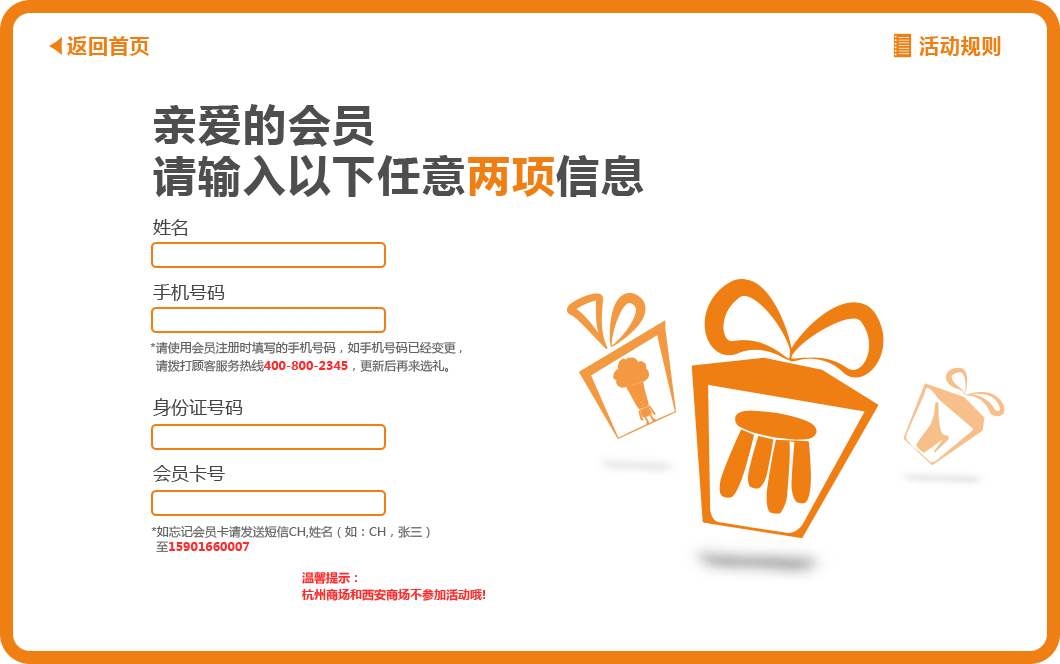 返回首页
活动规则
亲爱的会员
请输入以下任意两项信息
姓名
手机号码
*请使用会员注册时填写的手机号码，如手机号码已经变更，
请拨打顾客服务热线400-800-2345，更新后再来选礼。
身份证号码
会员卡号
*如忘记会员卡请发送短信CH,姓名（如：CH，张三）
至15901660007
温馨提示：
杭州商场和西安商场不参加活动哦!